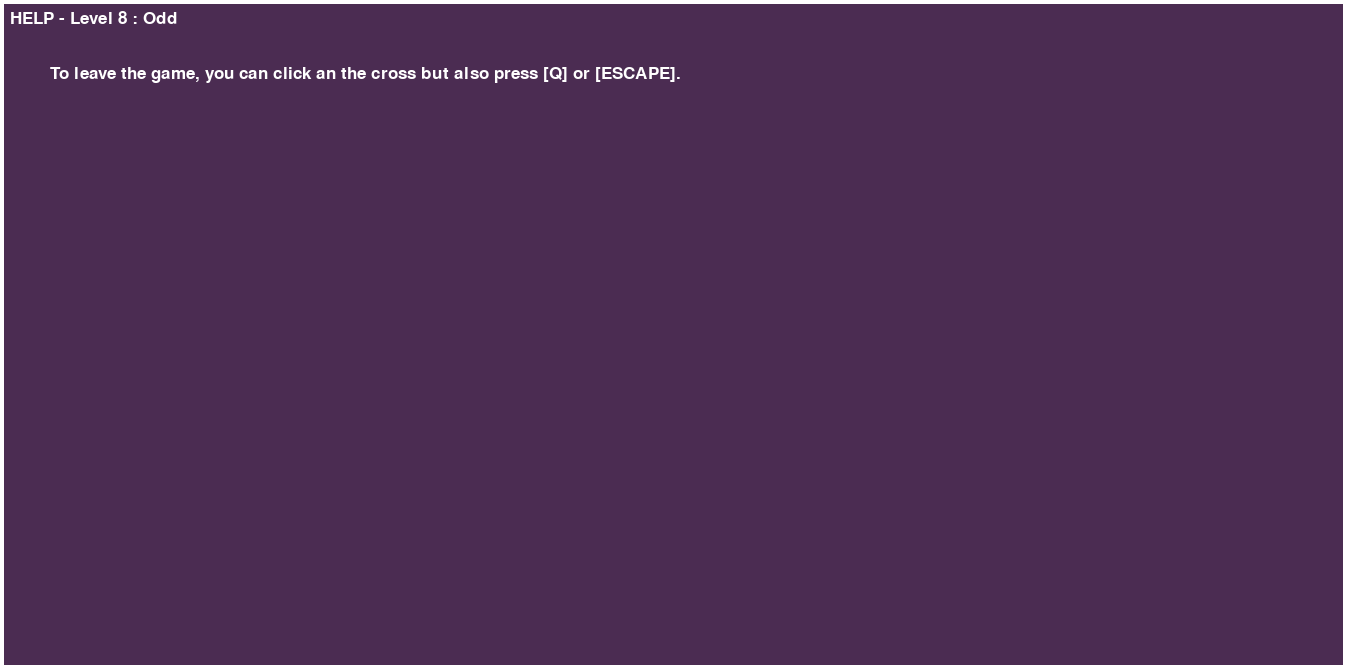 HELP - Level 8 : Odd
To leave the game, you can click an the cross but also press [Q] or [ESCAPE].